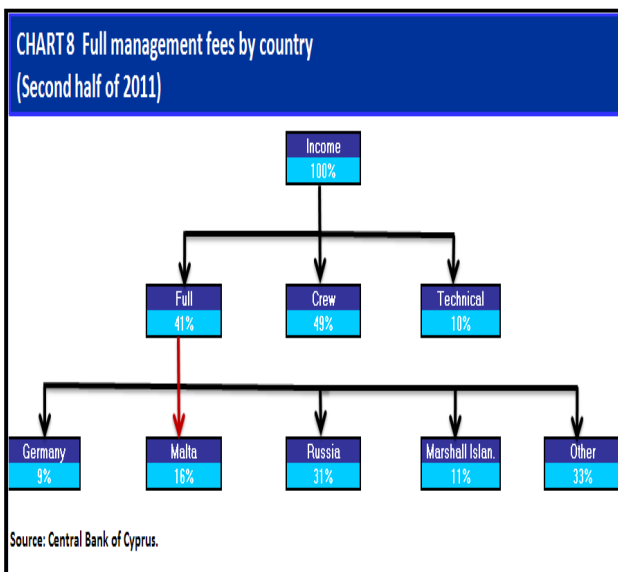 CHART 8 Full management fees by country
(Second half of 2011)
Income
100%
Full
41%
Crew
49%
Technical
10%
Germany
9%
Malta
16%
Russia
31%
Marshall Islan.
11%
Other
33%
Source: Central Bank of Cyprus.